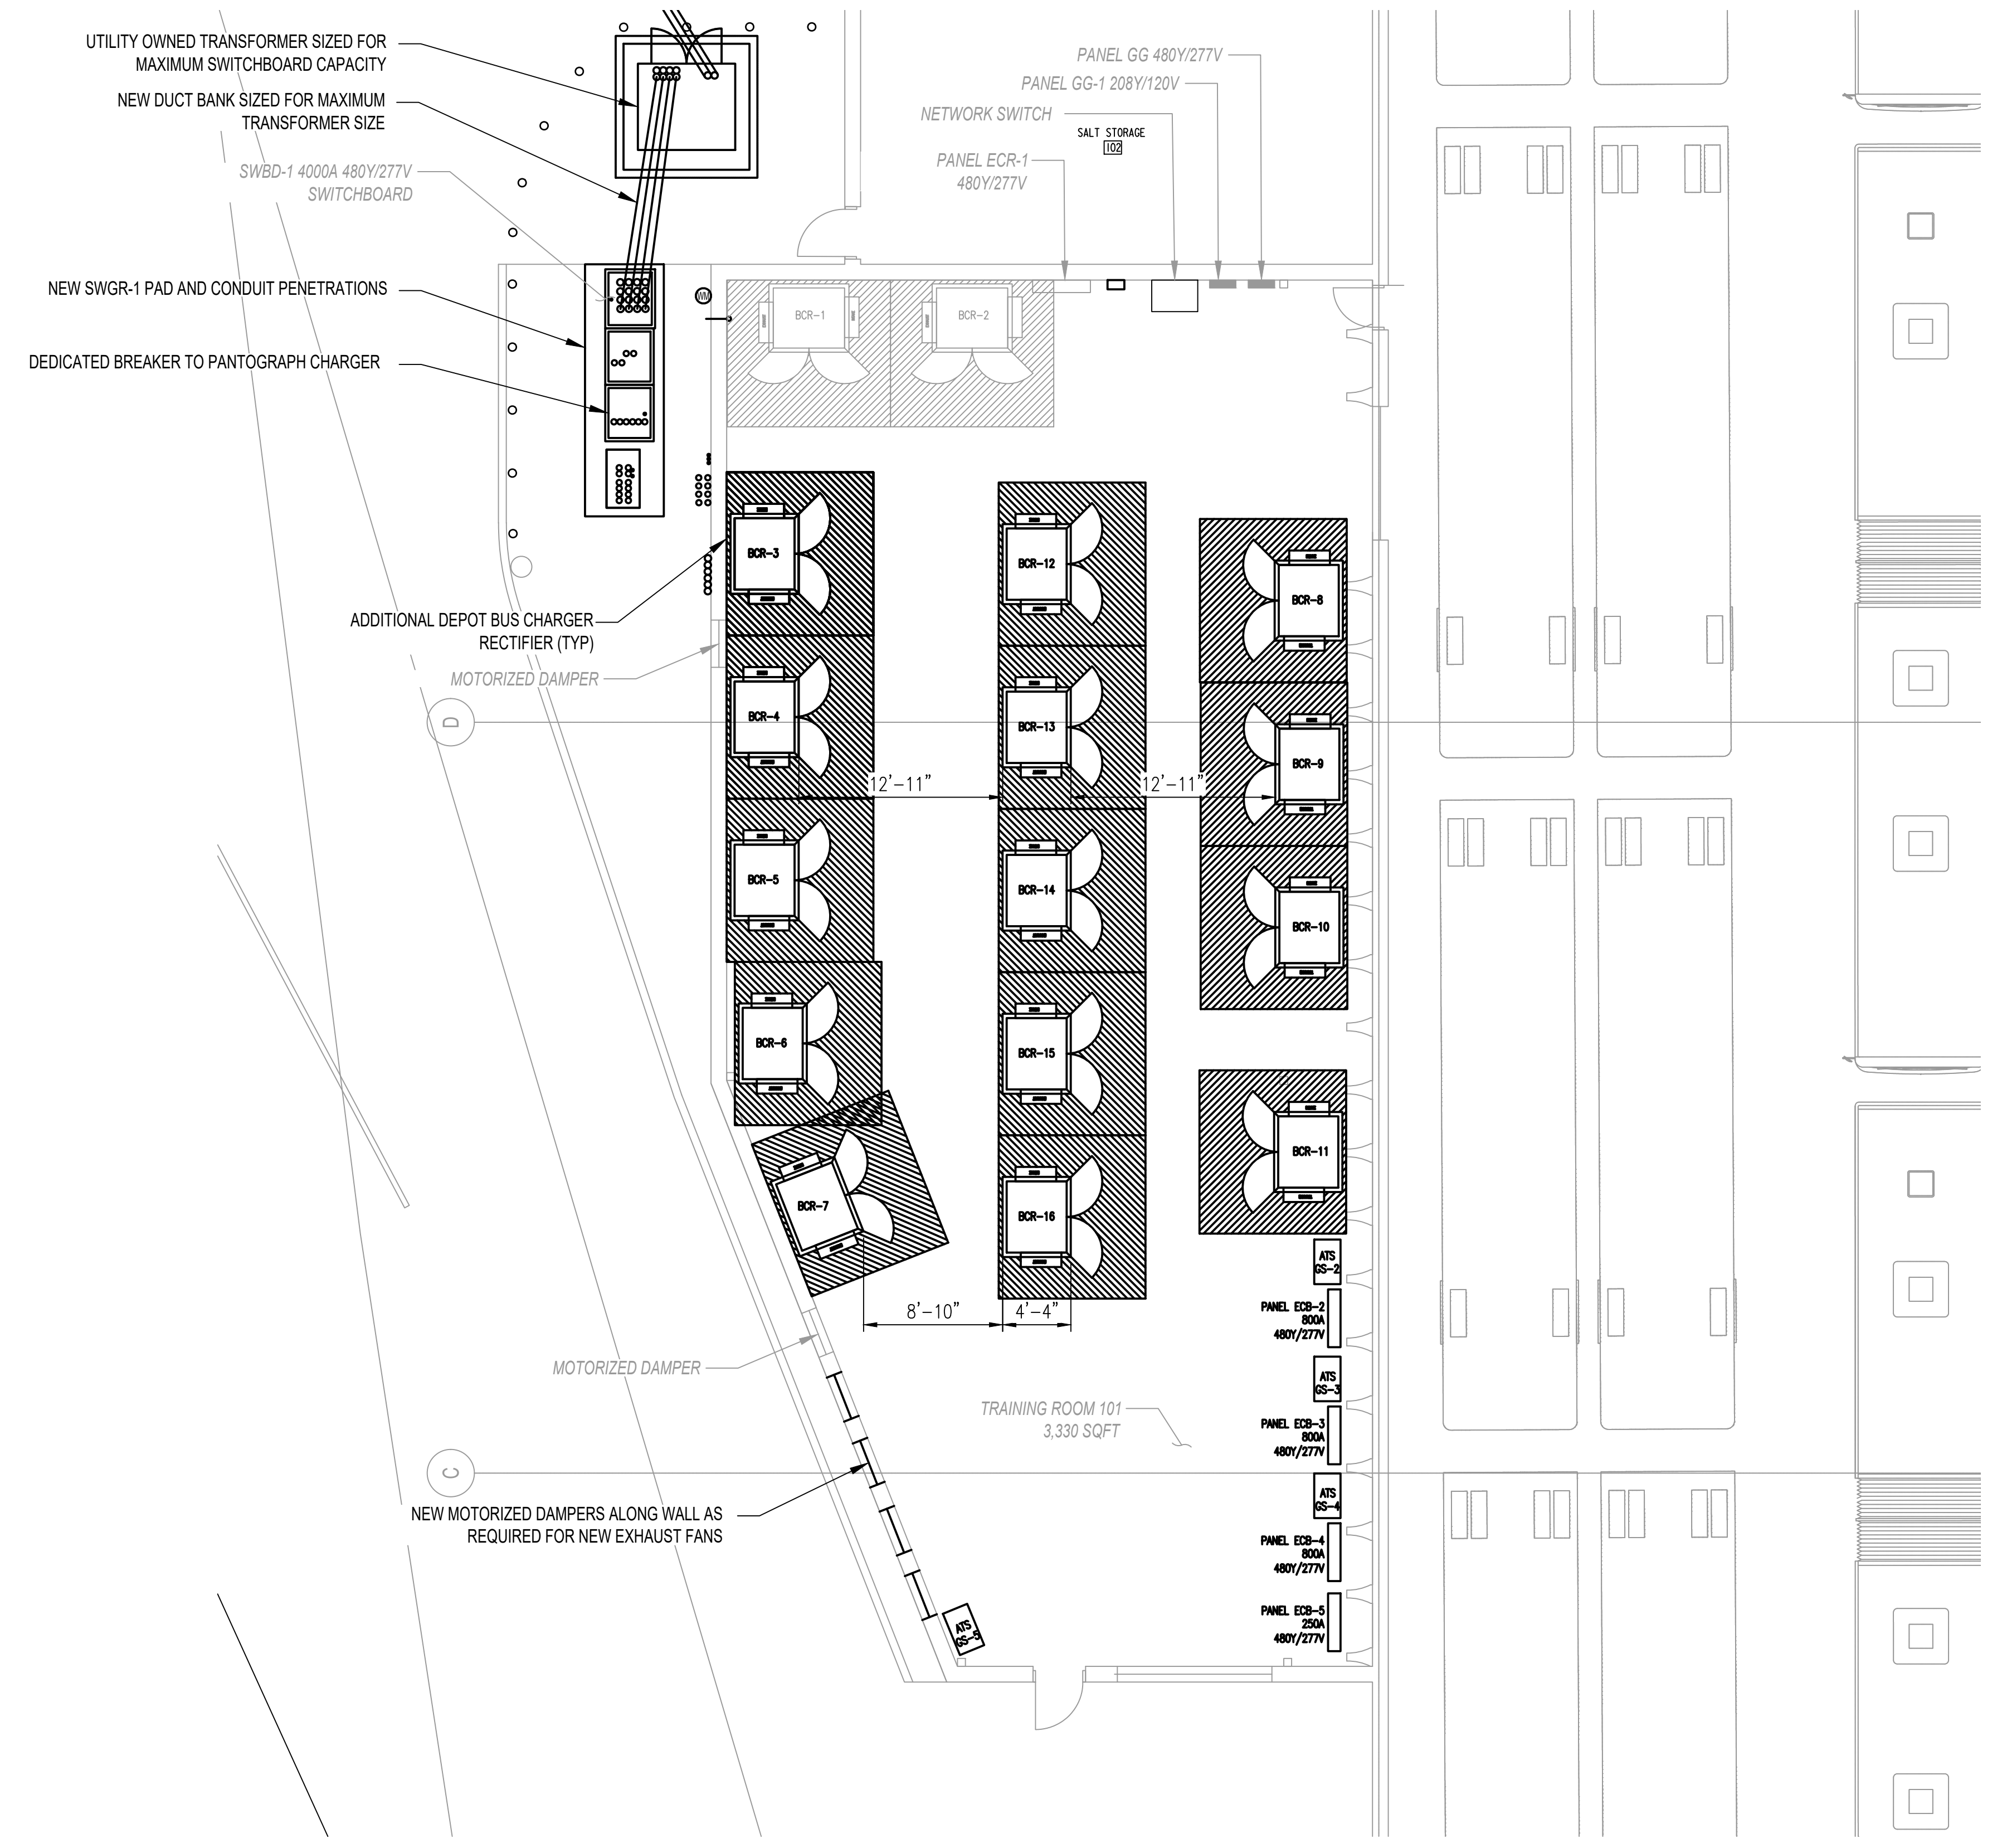 UTILITY OWNED TRANSFORMER SIZED FOR
MAXIMUM SWITCHBOARD CAPACITY
NEW DUCT BANK SIZED FOR MAXIMUM
TRANSFORMER SIZE
SWBD-1 4000A 480Y/277V
SWITCHBOARD
NEW SWGR-1 PAD AND CONDUIT PENETRATIONS
DEDICATED BREAKER TO PANTOGRAPH CHARGER
PANEL GG 480Y/277V
PANEL GG-1 208Y/120V
NETWORK SWITCH
SALT STORAGE
102
PANEL ECR-1
480Y/277V
WM
BCR-1
BCR-2
BCR-3
BCR-12
BCR-8
ADDITIONAL DEPOT BUS CHARGER
RECTIFIER (TYP)
MOTORIZED DAMPER
D
BCR-4
BCR-13
BCR-9
12'-11"
12'-11"
BCR-5
BCR-14
BCR-10
BCR-6
BCR-15
BCR-11
BCR-7
BCR-16
8'-10"
4'-4"
ATS
GS-2
PANEL ECB-2
800A
480Y/277V
MOTORIZED DAMPER
ATS
GS-3
TRAINING ROOM 101
3,330 SQFT
PANEL ECB-3
800A
480Y/277V
C
ATS
GS-4
NEW MOTORIZED DAMPERS ALONG WALL AS
REQUIRED FOR NEW EXHAUST FANS
PANEL ECB-4
800A
480Y/277V
PANEL ECB-5
250A
480Y/277V
ATS
GS-5